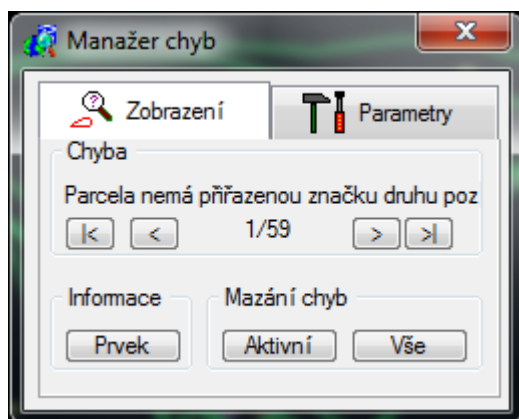 Manažer chyb
x
Zobrazení
Parametry
Chyba
Parcela nemá přiřazenou značku druhu poz
|< < 1/59 > >|
Informace
Mazání chyb
Prvek
Aktivní
Vše